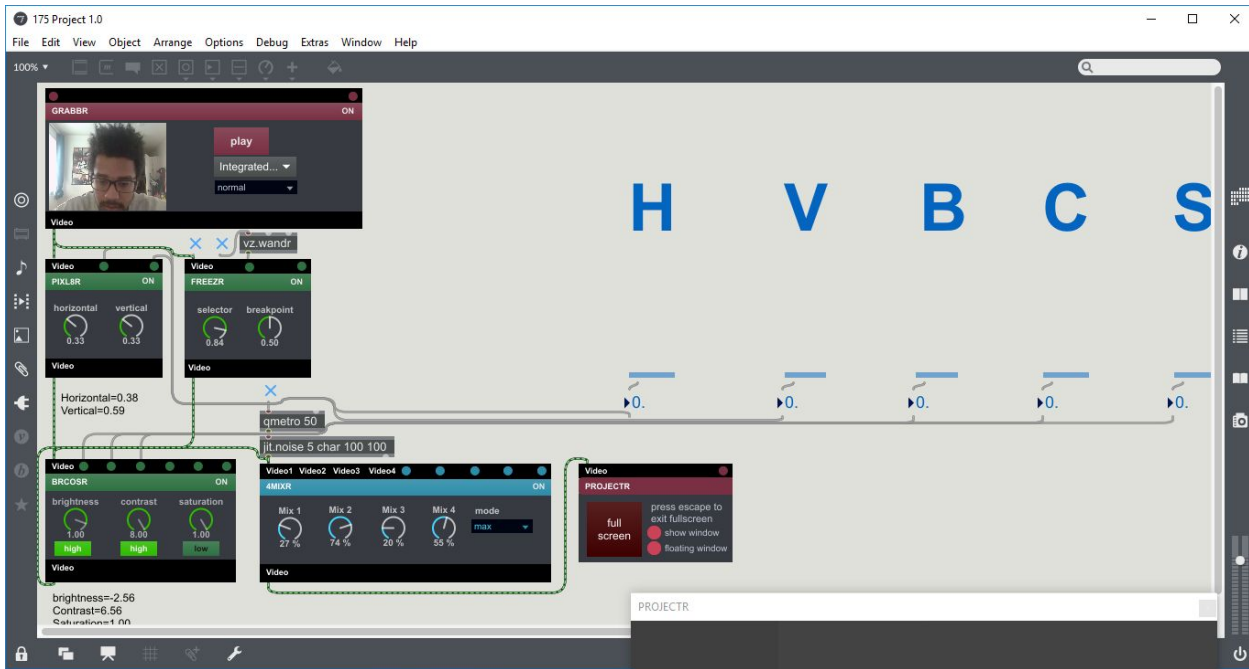 175 Project 1.0
File Edit View Object Arrange Options Debug Extras Window Help
100%
GRABBR ON
play
Integrated...
normal
Video
H V B C S
vz.wandr
Video
PIXL8R ON
horizontal vertical
0.33 0.33
Video
Video
FREEZR ON
selector breakpoint
0.84 0.50
Video
Horizontal=0.38
Vertical=0.59
0. 0. 0. 0. 0.
qmetro 50
jit.noise 5 char 100 100
Video
BRCOSR ON
brightness contrast saturation
1.00 8.00 1.00
high high low
Video
Video1 Video2 Video3 Video4
4MIXR ON
Mix 1 Mix 2 Mix 3 Mix 4 mode
max
27 % 74 % 20 % 55 %
Video
Video
PROJECTR
full
screen
press escape to
exit fullscreen
show window
floating window
brightness=-2.56
Contrast=6.56
Saturation=1.00
PROJECTR